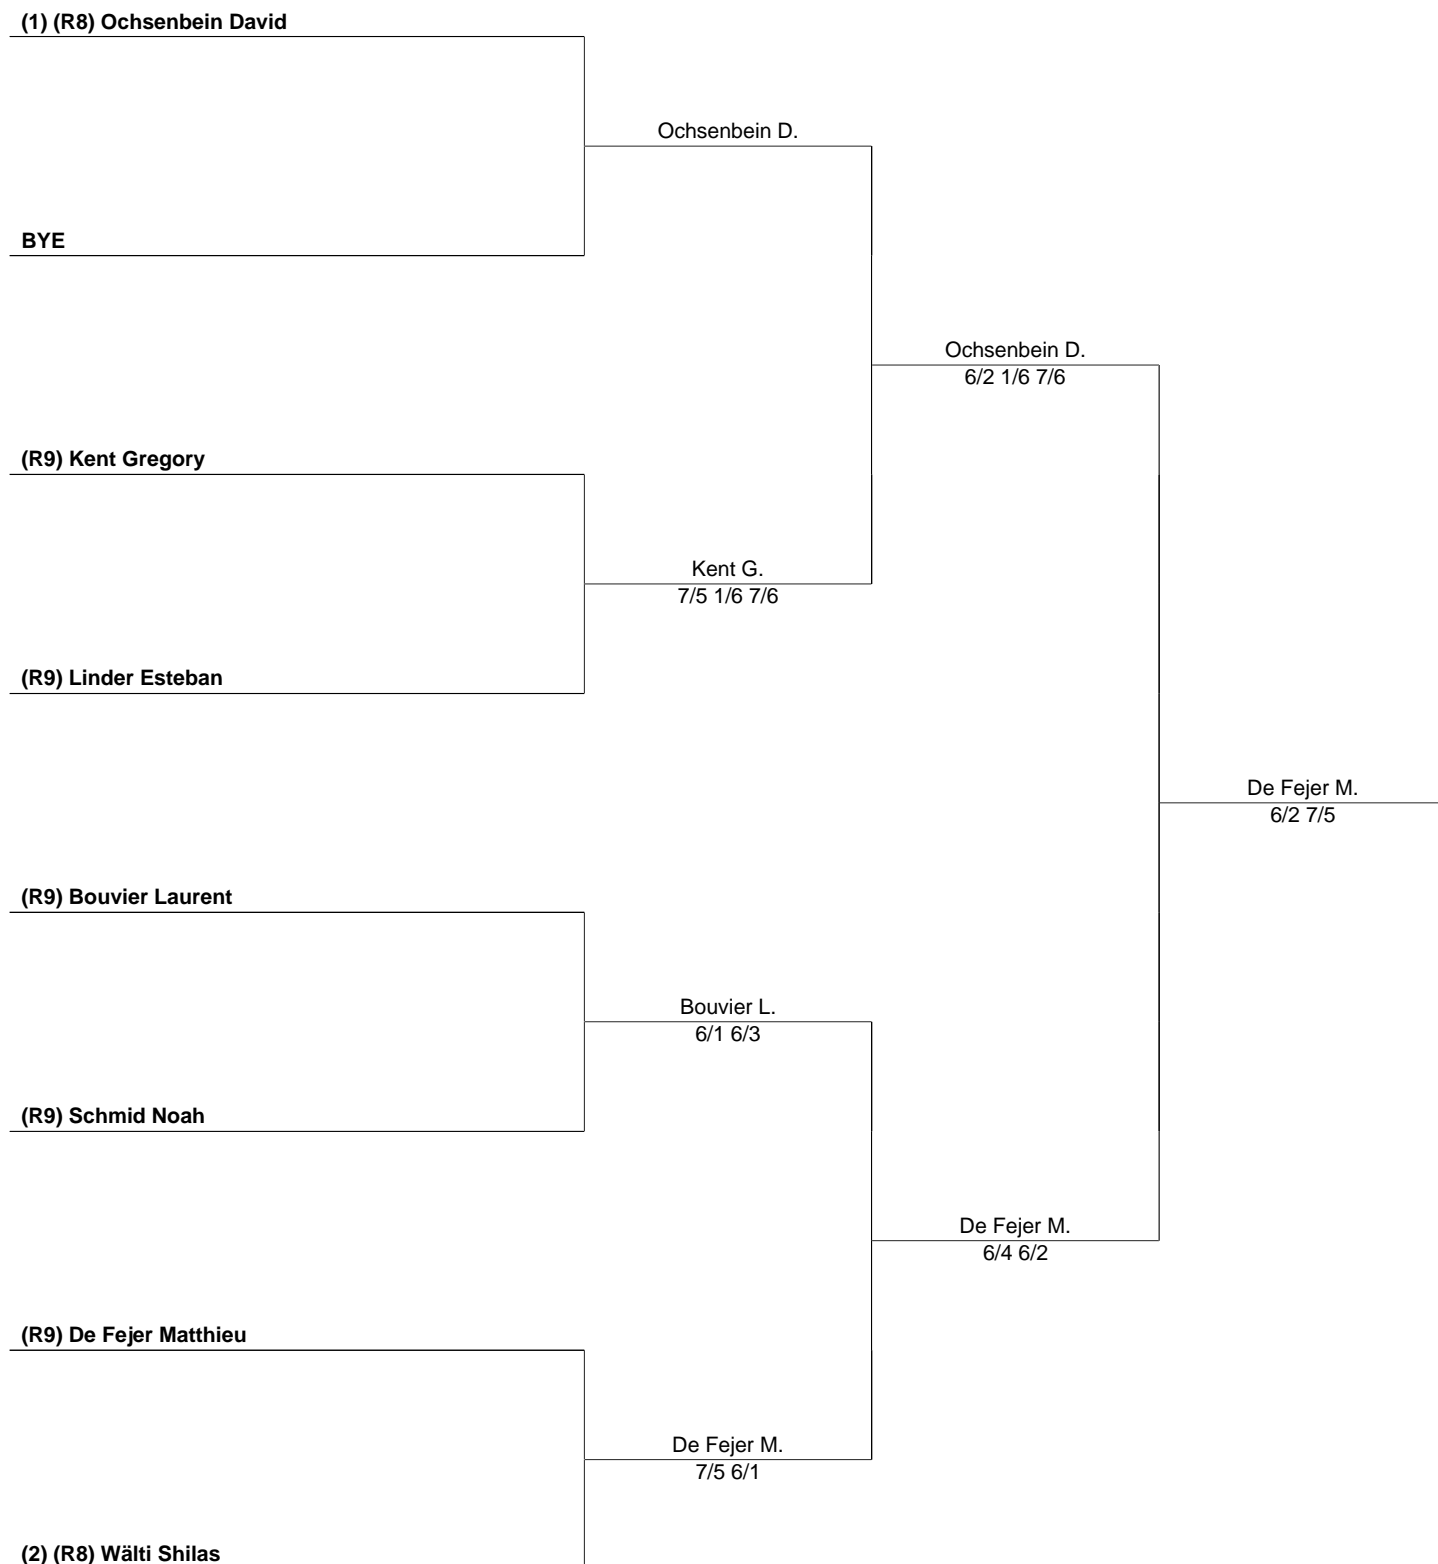 (1) (R8) Ochsenbein David
Ochsenbein D.
BYE
Ochsenbein D.
6/2 1/6 7/6
(R9) Kent Gregory
Kent G.
7/5 1/6 7/6
(R9) Linder Esteban
De Fejer M.
6/2 7/5
(R9) Bouvier Laurent
Bouvier L.
6/1 6/3
(R9) Schmid Noah
De Fejer M.
6/4 6/2
(R9) De Fejer Matthieu
De Fejer M.
7/5 6/1
(2) (R8) Wälti Shilas